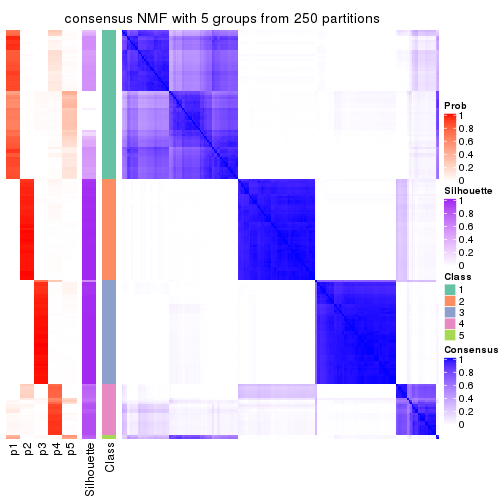 consensus NMF with 5 groups from 250 partitions
Prob
1
0.8
0.6
0.4
0.2
0
Silhouette
1
0.8
0.6
0.4
0.2
0
Class
1
2
3
4
5
Consensus
1
0.8
0.6
0.4
0.2
0
p1
p2
p3
p4
p5
Silhouette
Class